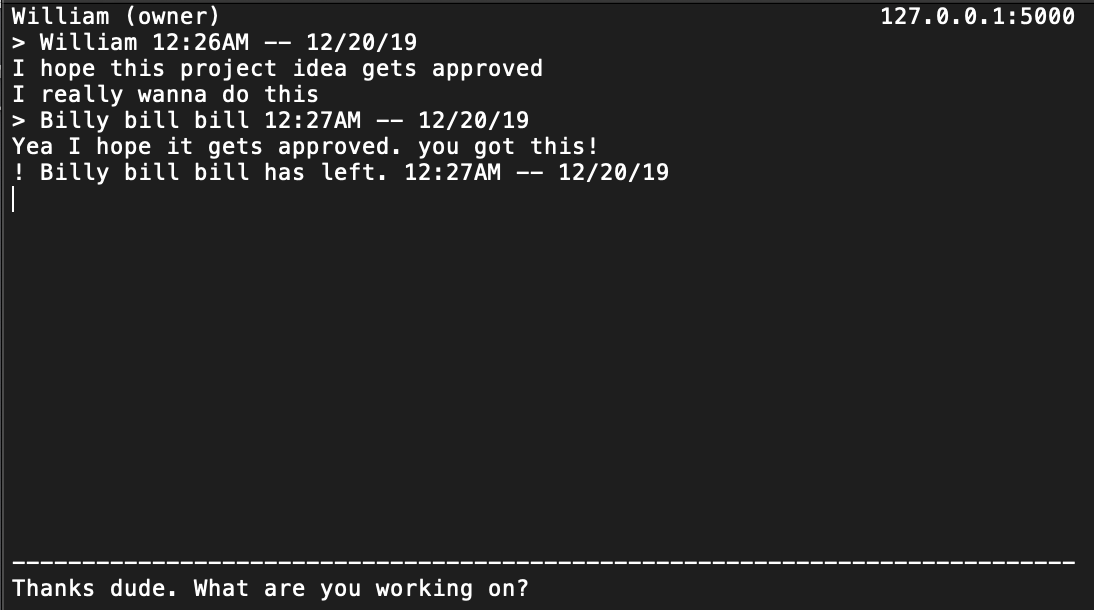 William (owner) 127.0.0.1:5000
> William 12:26AM -- 12/20/19
I hope this project idea gets approved
I really wanna do this
> Billy bill bill 12:27AM -- 12/20/19
Yea I hope it gets approved. you got this!
! Billy bill bill has left. 12:27AM -- 12/20/19
----------------------------------------------------------------------------
Thanks dude. What are you working on?